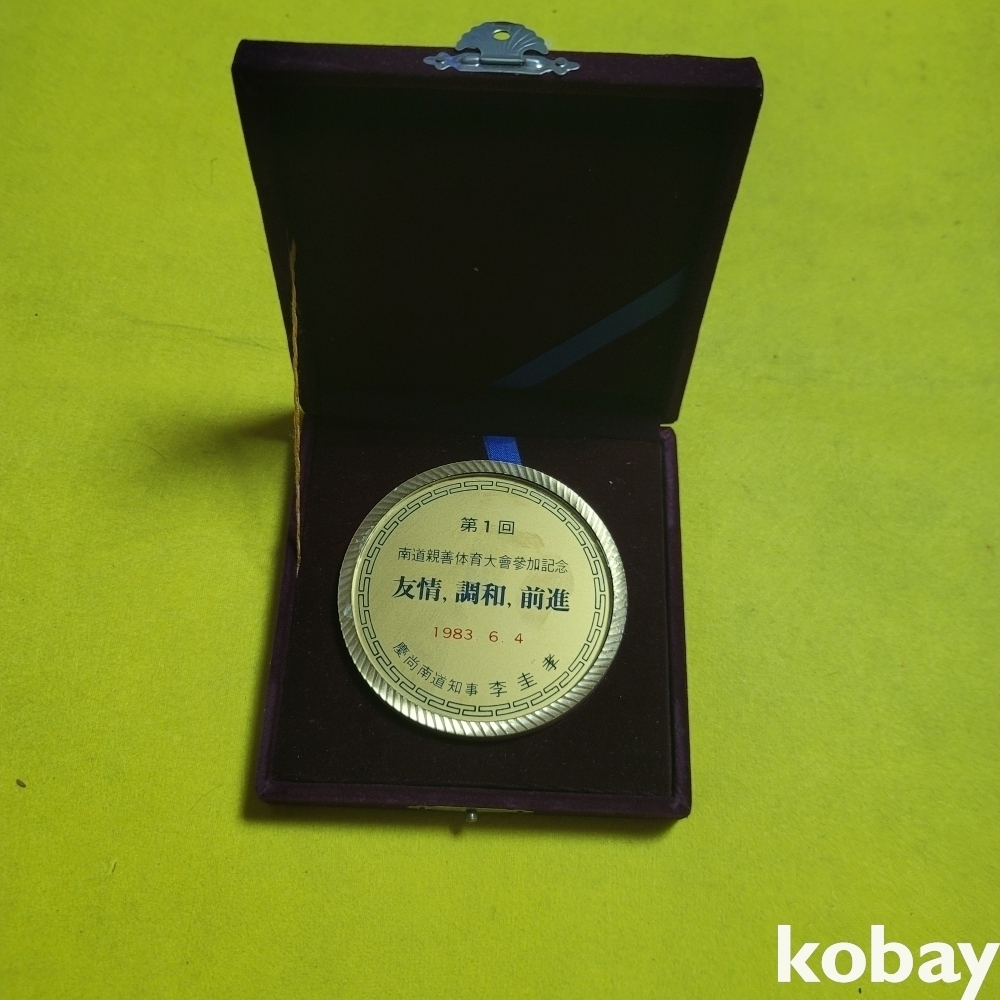 第1回
南道親善体育大會參加記念
友情, 調和, 前進
1983 6. 4
慶尚南道知事 李圭孝
kobay